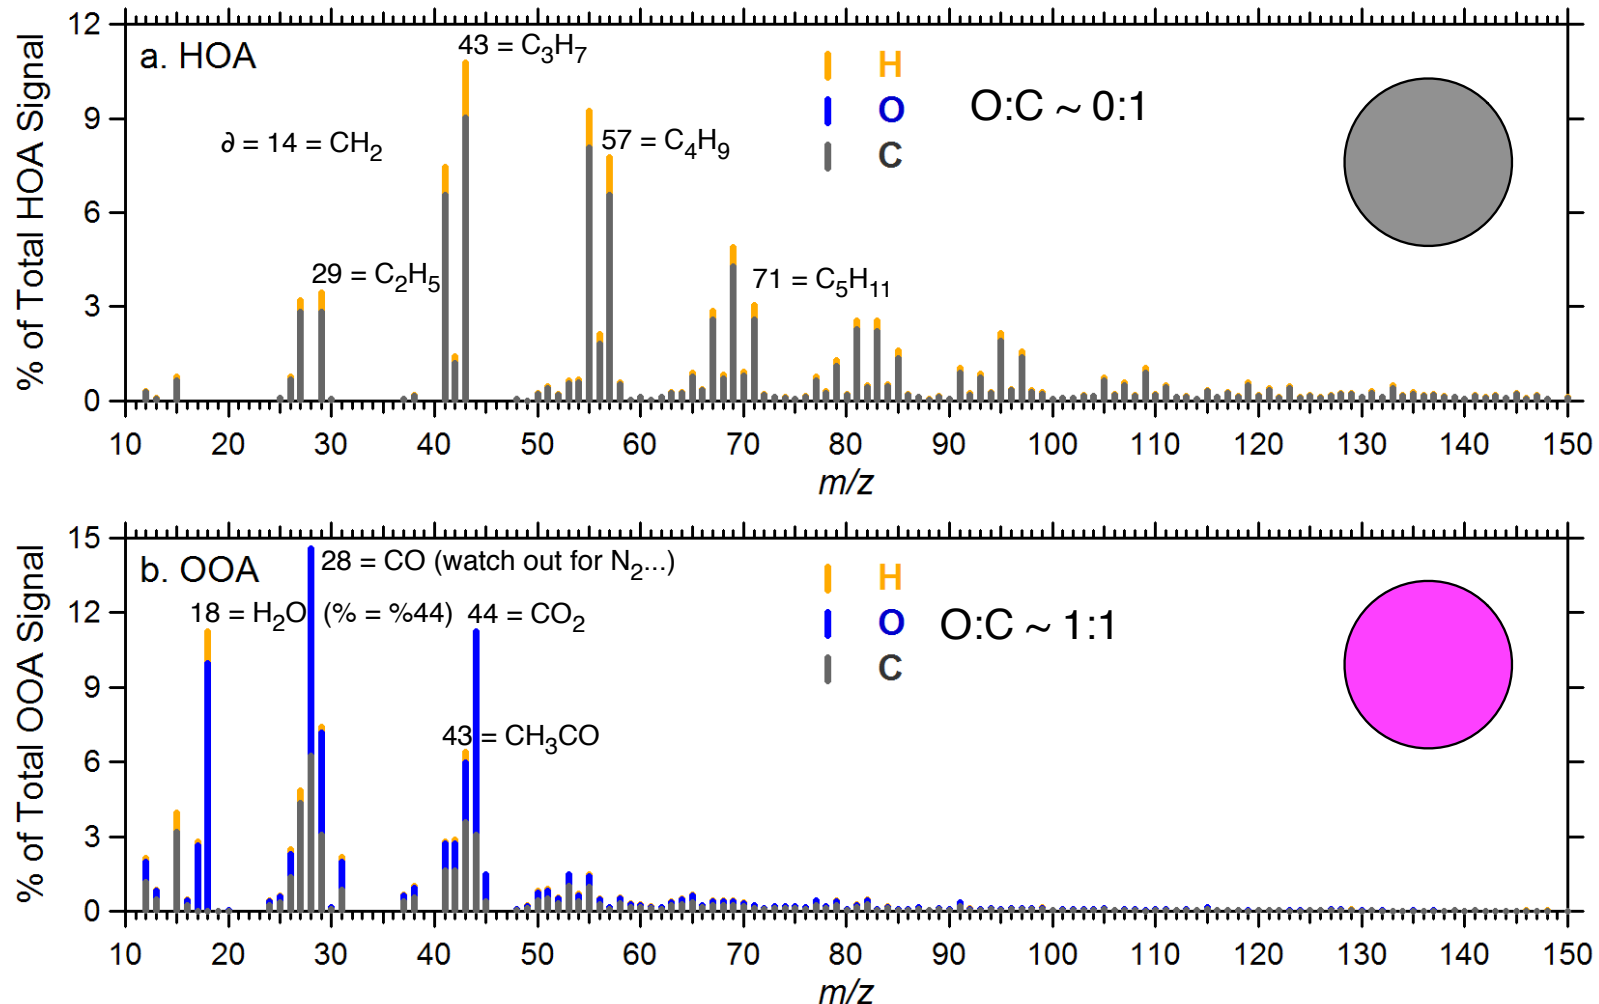 a. HOA
% of Total HOA Signal
12
9
6
3
0
43 = C₃H₇
∂ = 14 = CH₂
57 = C₄H₉
29 = C₂H₅
71 = C₅H₁₁
H
O
C
O:C ~ 0:1
10 20 30 40 50 60 70 80 90 100 110 120 130 140 150
m/z
b. OOA
% of Total OOA Signal
15
12
9
6
3
0
28 = CO (watch out for N₂...)
18 = H₂O (% = %44) 44 = CO₂
43 = CH₃CO
H
O
C
O:C ~ 1:1
10 20 30 40 50 60 70 80 90 100 110 120 130 140 150
m/z